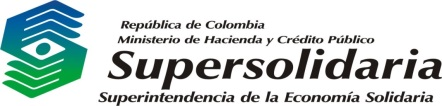 República de Colombia
Ministerio de Hacienda y Crédito Público
Supersolidaria
Superintendencia de la Economía Solidaria